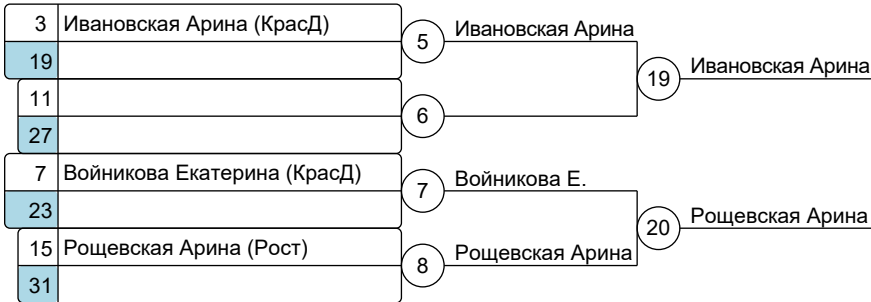 3 Ивановская Арина (КрасД)
19
5 Ивановская Арина
11
27
6
19 Ивановская Арина
7 Войникова Екатерина (КрасД)
23
7 Войникова Е.
15 Рощевская Арина (Рост)
31
8 Рощевская Арина
20 Рощевская Арина